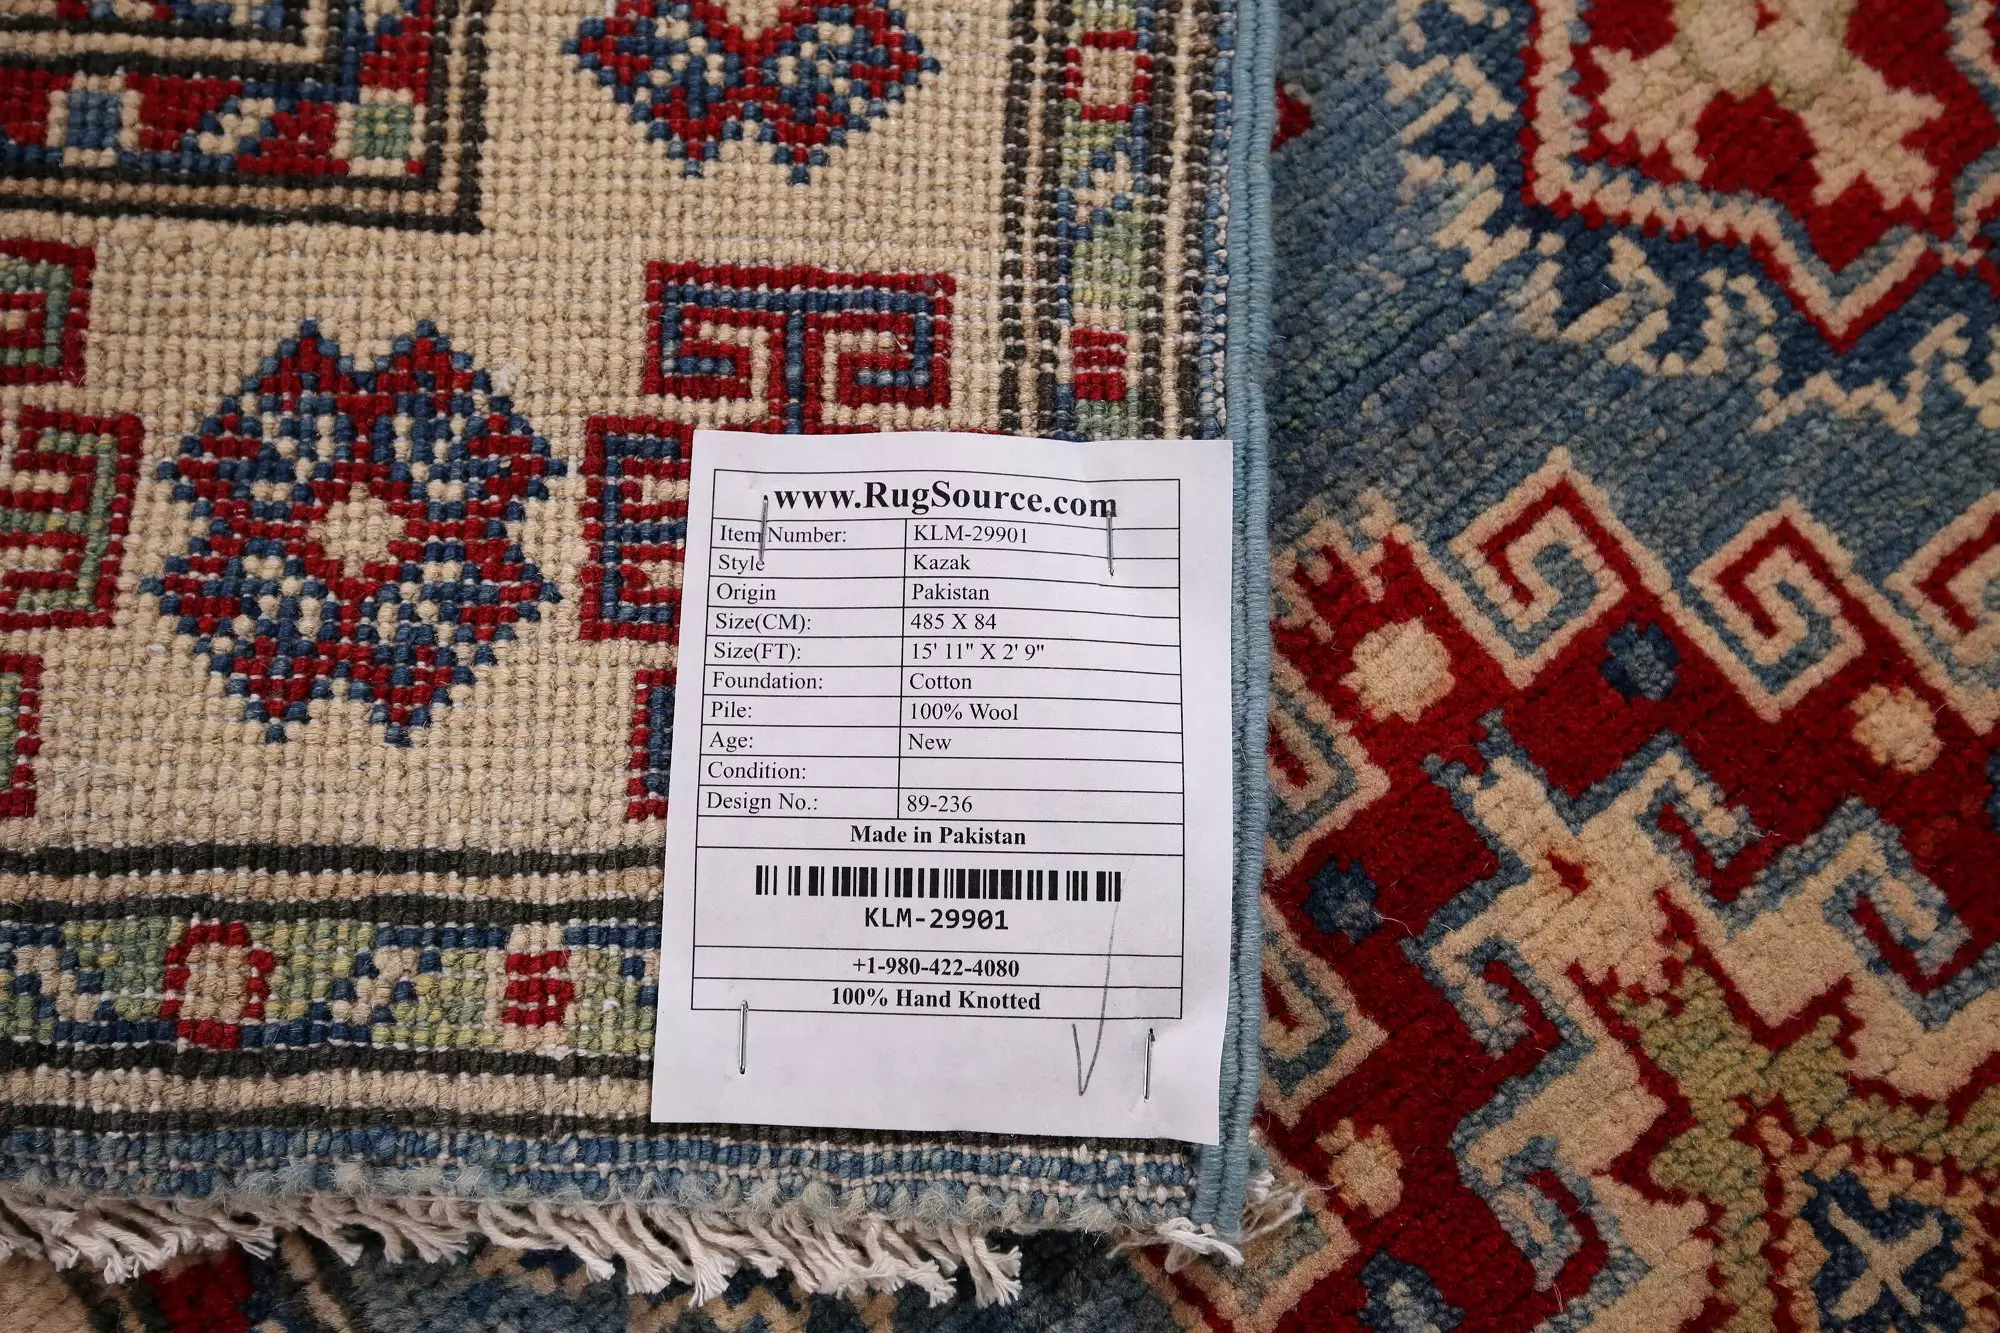 www.RugSource.com
Item Number: KLM-29901
Style Kazak
Origin Pakistan
Size(CM): 485 X 84
Size(FT): 15' 11" X 2' 9"
Foundation: Cotton
Pile: 100% Wool
Age: New
Condition:
Design No.: 89-236
Made in Pakistan
KLM-29901
+1-980-422-4080
100% Hand Knotted